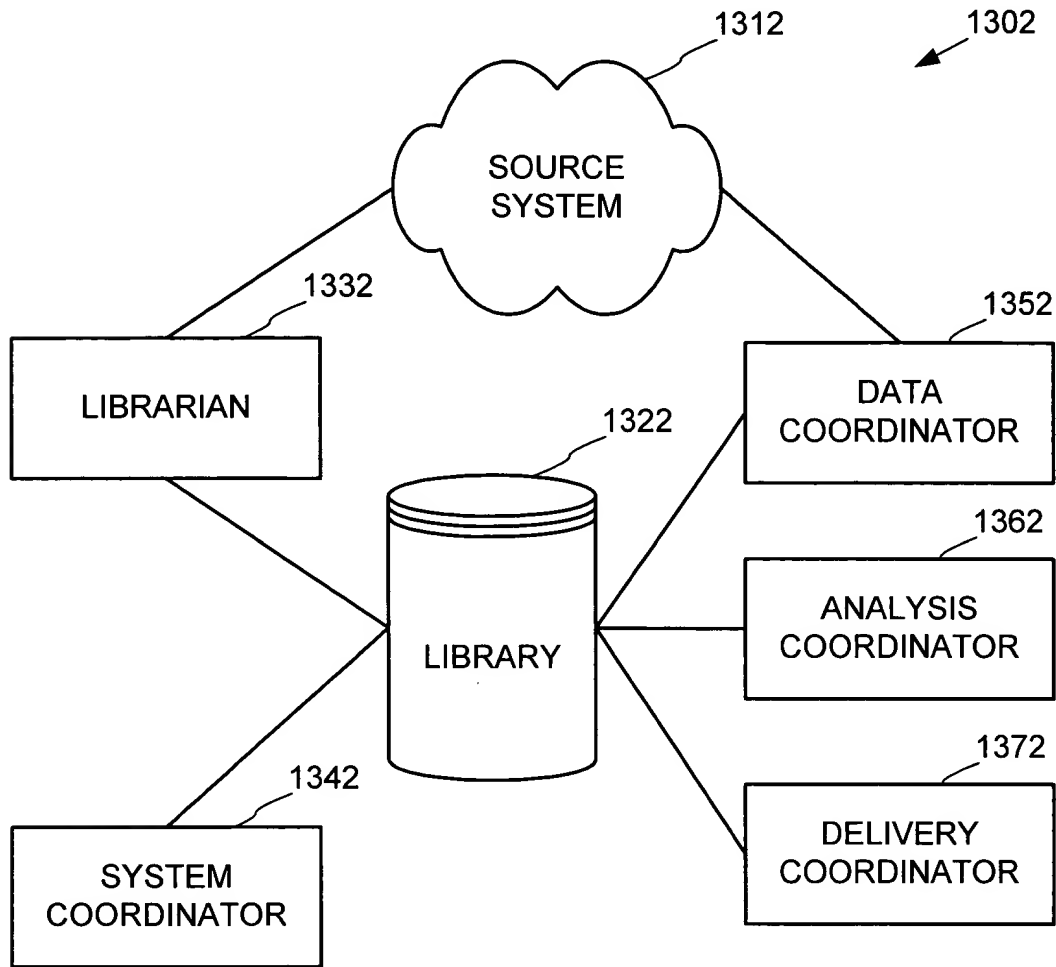 1312
1302
SOURCE
SYSTEM
1332
1352
LIBRARIAN
DATA
COORDINATOR
1322
1362
ANALYSIS
COORDINATOR
LIBRARY
1342
1372
SYSTEM
COORDINATOR
DELIVERY
COORDINATOR